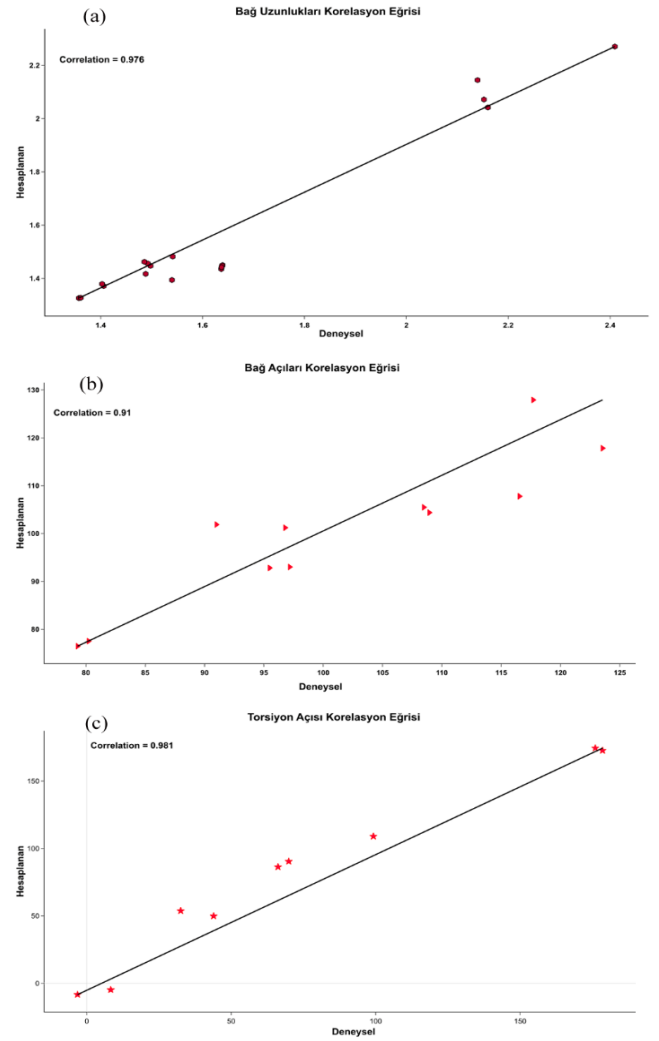 (a)
Bağ Uzunlukları Korelasyon Eğrisi
Correlation = 0.976
Hesaplanan
2.2
2
1.8
1.6
1.4
1.4
1.6
1.8
2
2.2
2.4
Deneysel
(b)
Bağ Açıları Korelasyon Eğrisi
Correlation = 0.91
Hesaplanan
130
120
110
100
90
80
80
85
90
95
100
105
110
115
120
125
Deneysel
(c)
Torsiyon Açısı Korelasyon Eğrisi
Correlation = 0.981
Hesaplanan
150
100
50
0
0
50
100
150
Deneysel